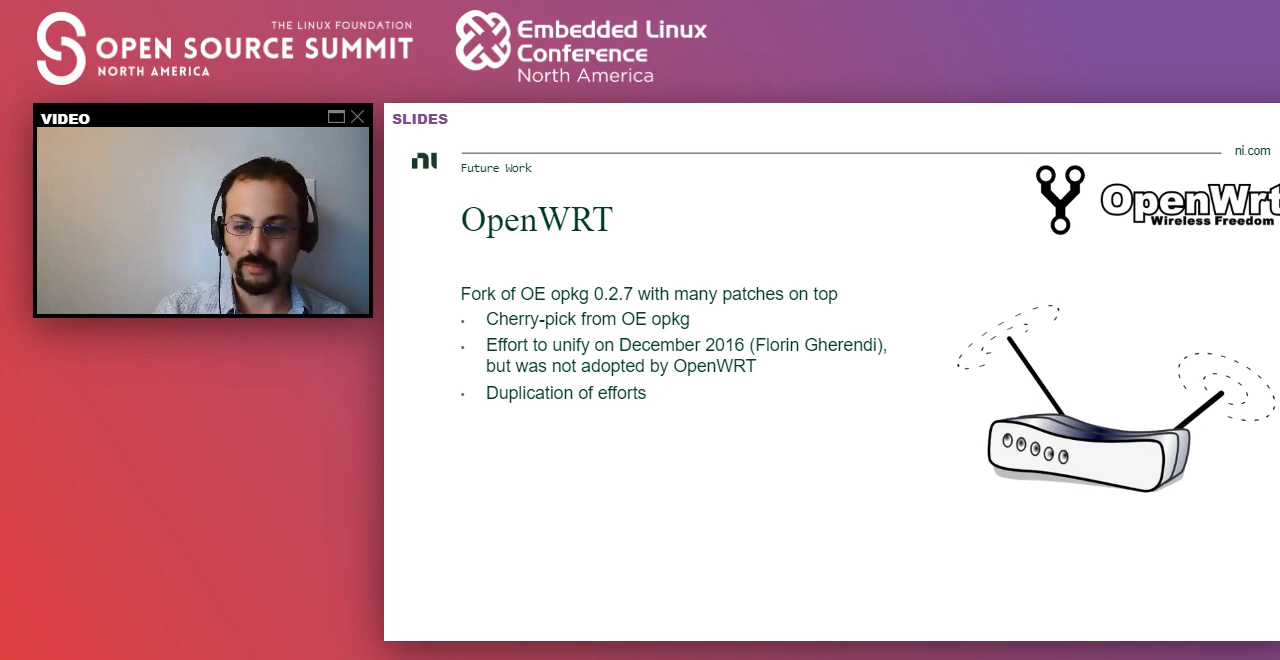 THE LINUX FOUNDATION
OPEN SOURCE SUMMIT
NORTH AMERICA
Embedded Linux
Conference
North America
VIDEO
SLIDES
ni
ni.com
Future Work
OpenWrt
Wireless Freedom
OpenWRT
Fork of OE opkg 0.2.7 with many patches on top
Cherry-pick from OE opkg
Effort to unify on December 2016 (Florin Gherendi),
but was not adopted by OpenWRT
Duplication of efforts